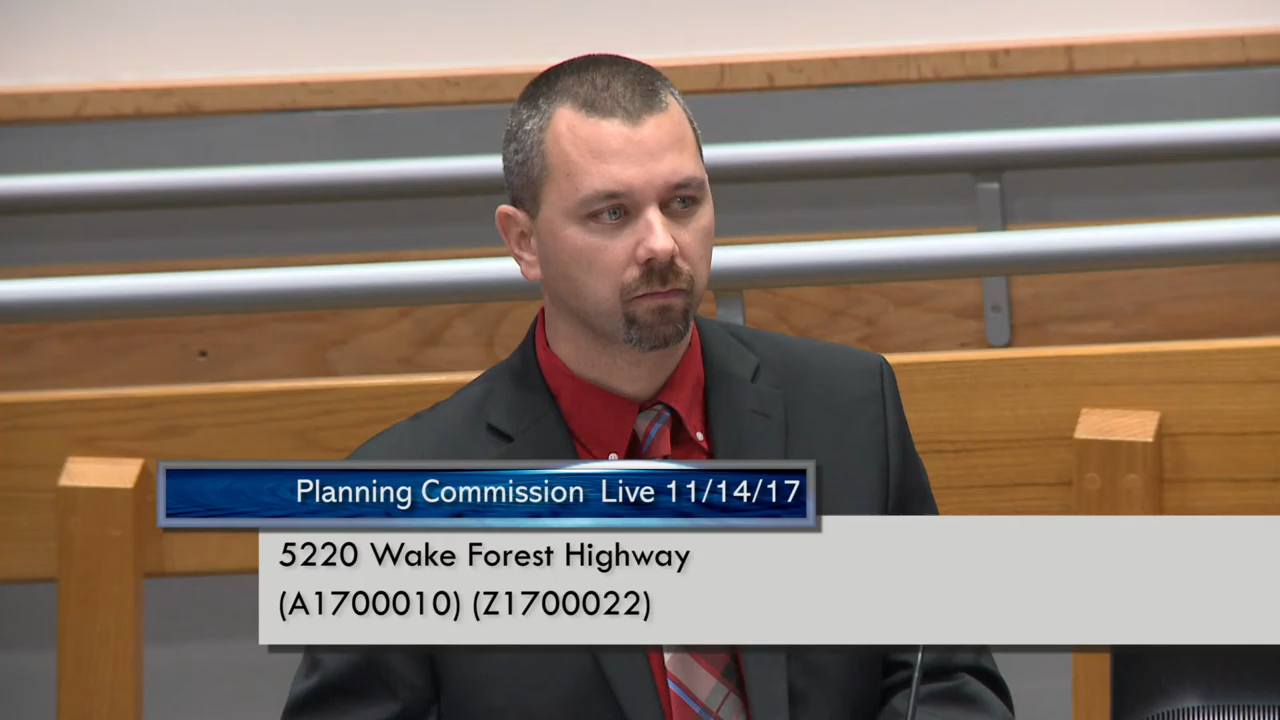 Planning Commission Live 11/14/17
5220 Wake Forest Highway
(A1700010) (Z1700022)